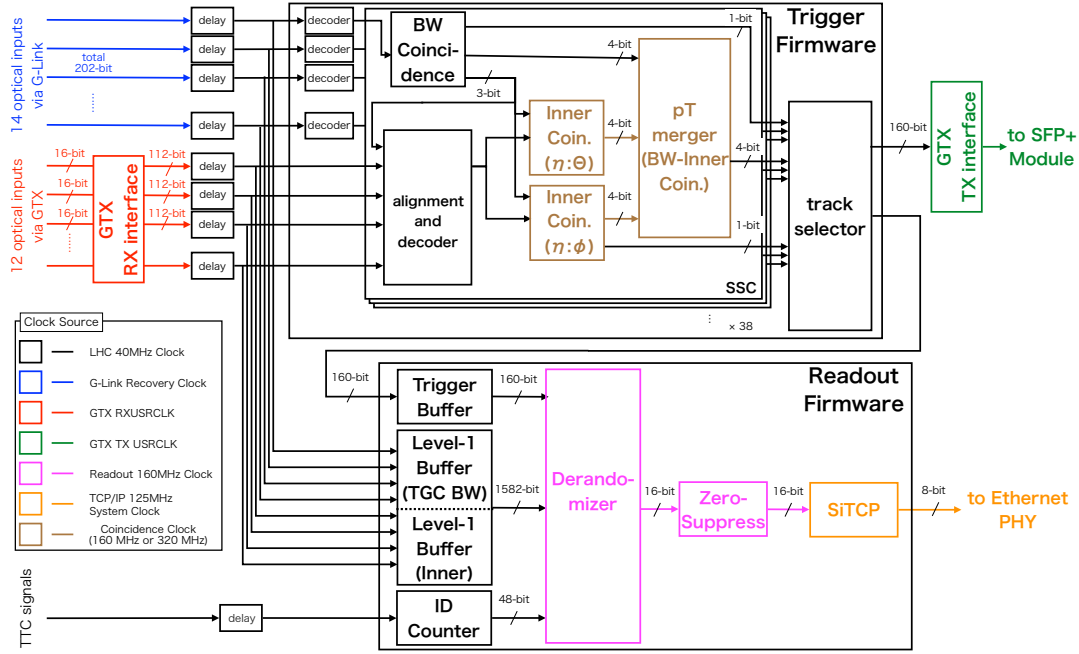 14 optical inputs
via G-Link
total
202-bit
......
delay
delay
delay
delay
decoder
decoder
decoder
decoder
BW
Coinci-
dence
1-bit
4-bit
3-bit
Trigger
Firmware
Inner
Coin.
(η:Θ)
4-bit
Inner
Coin.
(η:φ)
4-bit
pT
merger
(BW-Inner
Coin.)
4-bit
1-bit
alignment
and
decoder
SSC
......
× 38
track
selector
160-bit
GTX
TX interface
to SFP+
Module
12 optical inputs
via GTX
16-bit
16-bit
16-bit
......
GTX
RX interface
112-bit
112-bit
112-bit
delay
delay
delay
delay
Clock Source
LHC 40MHz Clock
G-Link Recovery Clock
GTX RXUSRCLK
GTX TX USRCLK
Readout 160MHz Clock
TCP/IP 125MHz
System Clock
Coincidence Clock
(160 MHz or 320 MHz)
Readout
Firmware
160-bit
Trigger
Buffer
160-bit
Level-1
Buffer
(TGC BW)
Level-1
Buffer
(Inner)
1582-bit
ID
Counter
48-bit
Derando-
mizer
16-bit
Zero-
Suppress
16-bit
SiTCP
8-bit
to Ethernet
PHY
TTC signals
delay